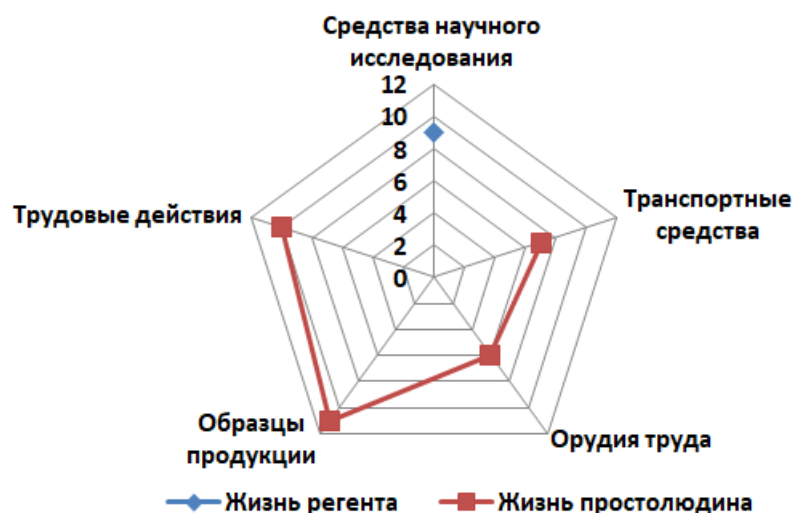 Средства научного
исследования
12
10
8
6
4
2
0
Транспортные
средства
Трудовые действия
Образцы
продукции
Орудия труда
Жизнь регента
Жизнь простолюдина